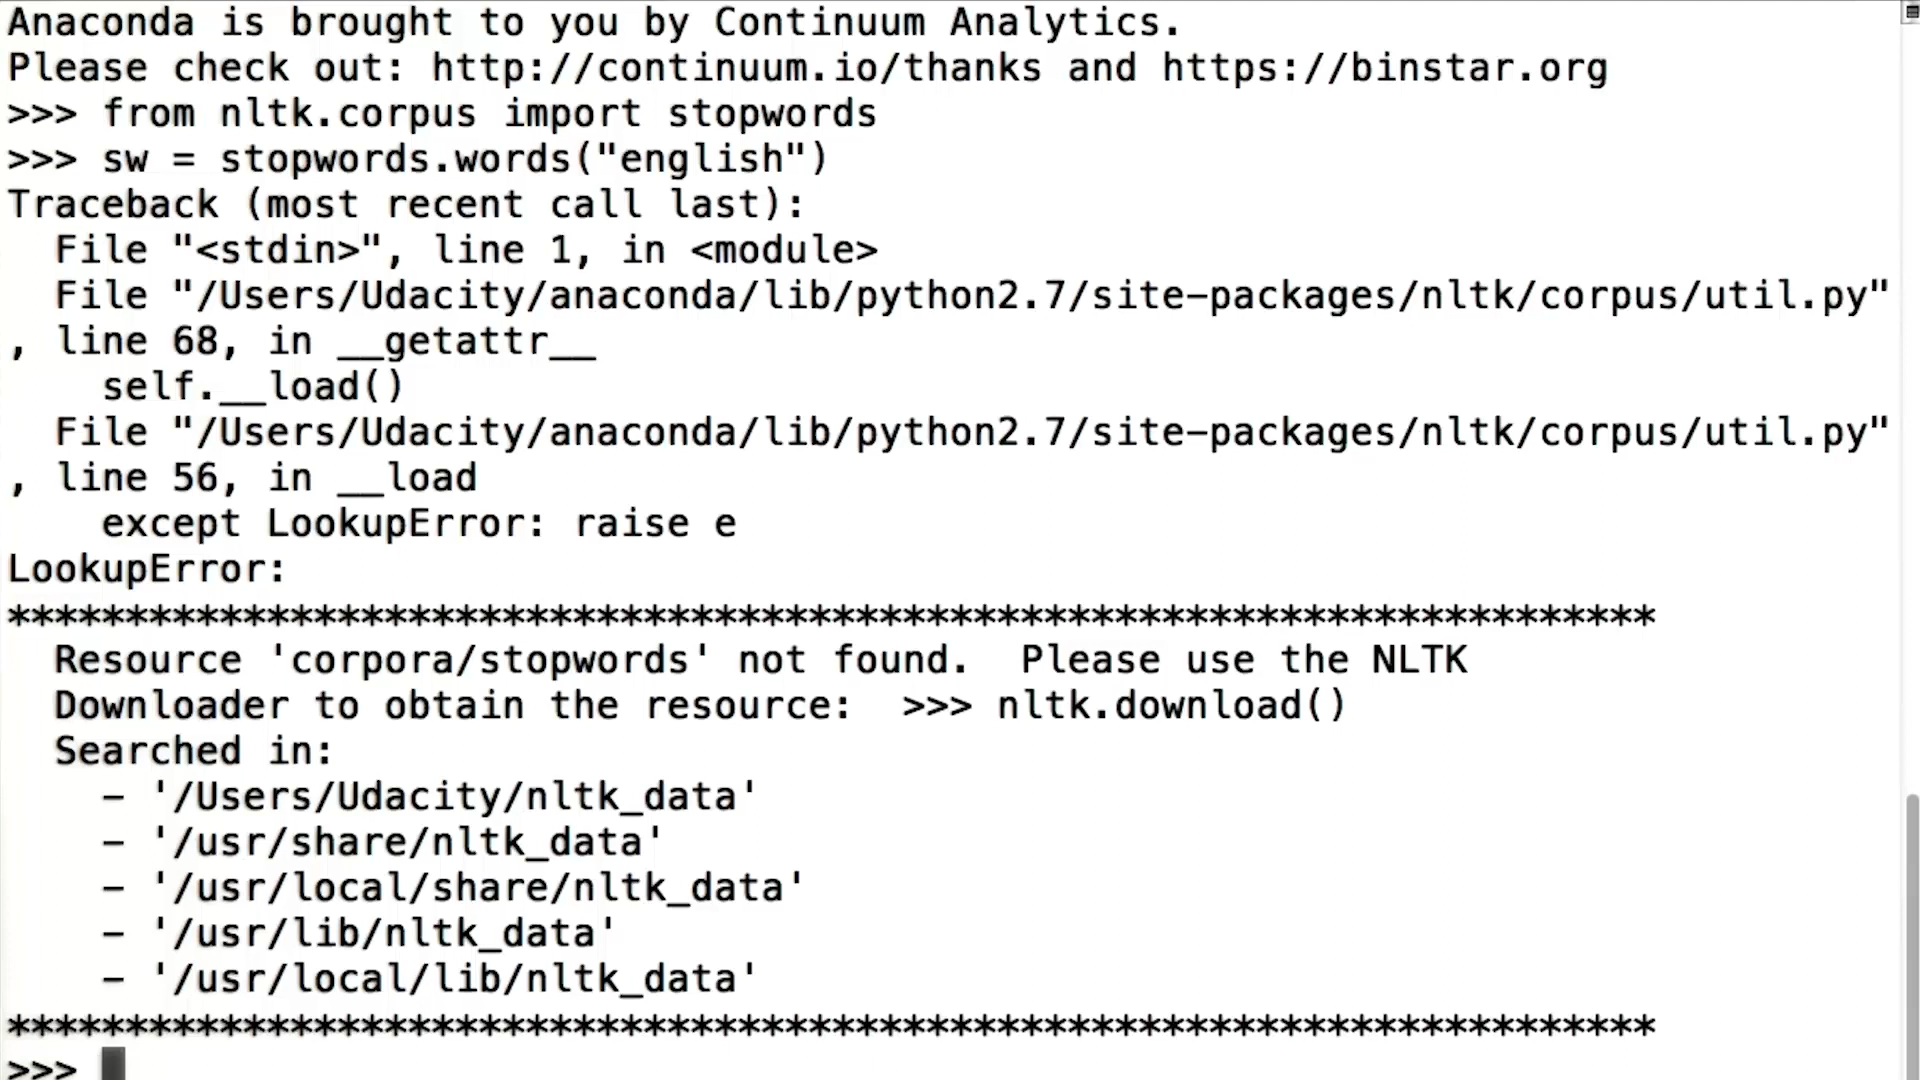 Anaconda is brought to you by Continuum Analytics.
Please check out: http://continuum.io/thanks and https://binstar.org
>>> from nltk.corpus import stopwords
>>> sw = stopwords.words("english")
Traceback (most recent call last):
  File "<stdin>", line 1, in <module>
  File "/Users/Udacity/anaconda/lib/python2.7/site-packages/nltk/corpus/util.py"
, line 68, in __getattr__
    self.__load()
  File "/Users/Udacity/anaconda/lib/python2.7/site-packages/nltk/corpus/util.py"
, line 56, in __load
    except LookupError: raise e
LookupError:
**********************************************************************
  Resource 'corpora/stopwords' not found.  Please use the NLTK
  Downloader to obtain the resource:  >>> nltk.download()
  Searched in:
    - '/Users/Udacity/nltk_data'
    - '/usr/share/nltk_data'
    - '/usr/local/share/nltk_data'
    - '/usr/lib/nltk_data'
    - '/usr/local/lib/nltk_data'
**********************************************************************
>>>